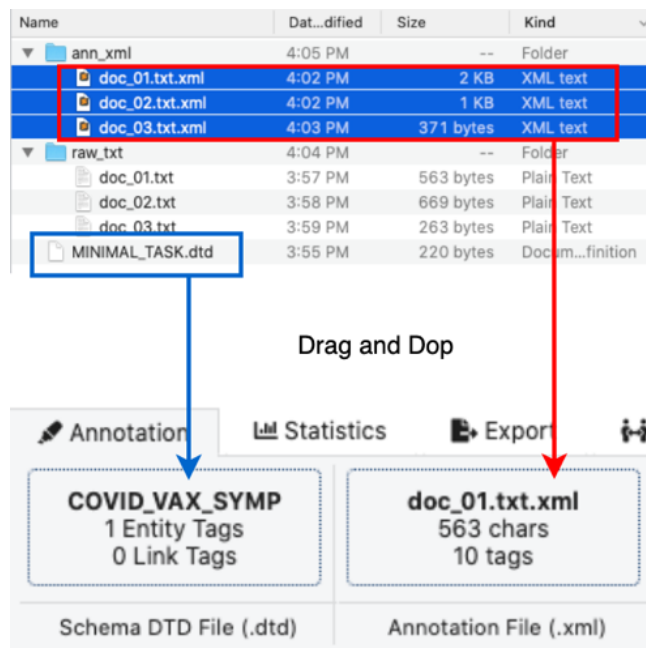 Name Dat...dified Size Kind
ann_xml 4:05 PM -- Folder
doc_01.txt.xml 4:02 PM 2 KB XML text
doc_02.txt.xml 4:02 PM 1 KB XML text
doc_03.txt.xml 4:03 PM 371 bytes XML text
raw_txt 4:04 PM -- Folder
doc_01.txt 3:57 PM 563 bytes Plain Text
doc_02.txt 3:58 PM 669 bytes Plain Text
doc_03.txt 3:59 PM 263 bytes Plain Text
MINIMAL_TASK.dtd 3:55 PM 220 bytes Docum...finition
Drag and Dop
Annotation Statistics Export
COVID_VAX_SYMP doc_01.txt.xml
1 Entity Tags 563 chars
0 Link Tags 10 tags
Schema DTD File (.dtd) Annotation File (.xml)